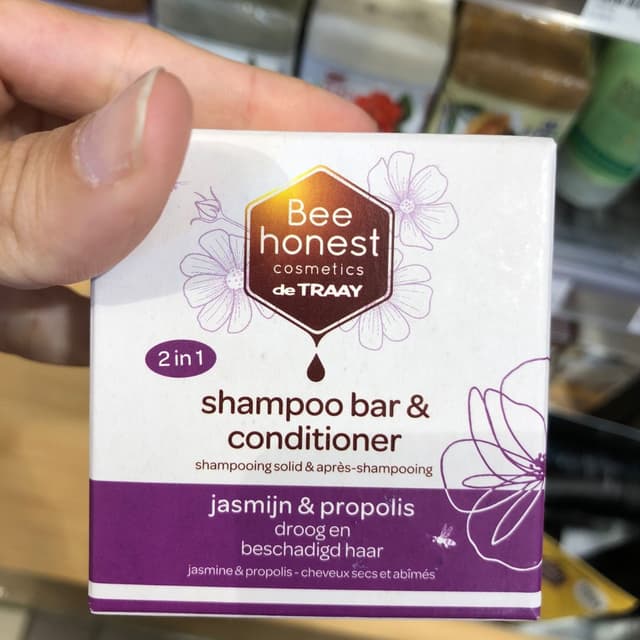 Bee
honest
cosmetics
de TRAAY
2 in 1
shampoo bar &
conditioner
shampooing solid & après-shampooing
jasmijn & propolis
droog en
beschadigd haar
jasmine & propolis - cheveux secs et abîmés